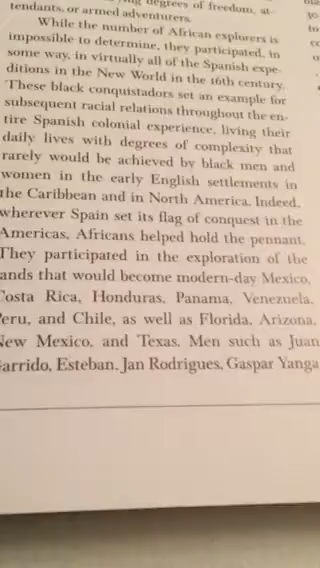 degrees of freedom, at-
tendants, or armed adventurers.
While the number of African explorers is
impossible to determine, they participated, in
some way, in virtually all of the Spanish expe-
ditions in the New World in the 16th century.
These black conquistadors set an example for
subsequent racial relations throughout the en-
tire Spanish colonial experience, living their
daily lives with degrees of complexity that
rarely would be achieved by black men and
women in the early English settlements in
the Caribbean and in North America. Indeed,
wherever Spain set its flag of conquest in the
Americas, Africans helped hold the pennant.
They participated in the exploration of the
ands that would become modern-day Mexico,
Costa Rica, Honduras, Panama, Venezuela,
eru, and Chile, as well as Florida, Arizona,
New Mexico, and Texas. Men such as Juan
arrido, Esteban, Jan Rodrigues, Gaspar Yanga